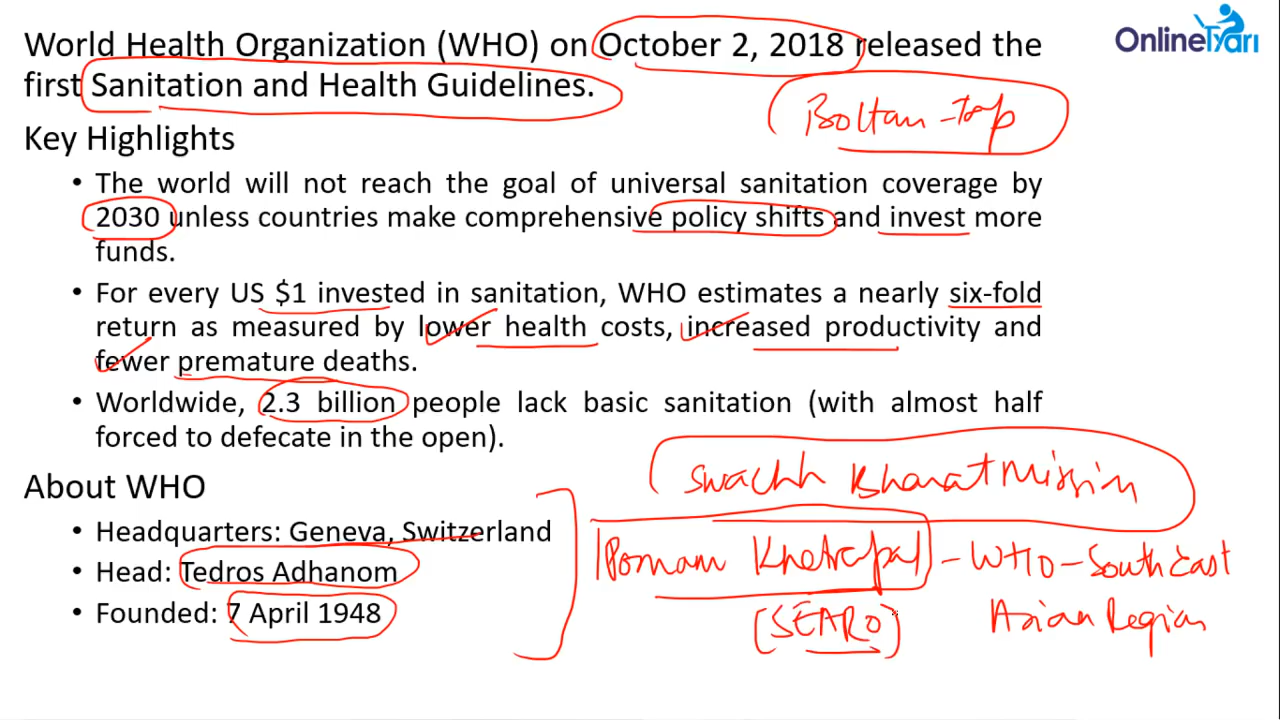 World Health Organization (WHO) on October 2, 2018 released the
first Sanitation and Health Guidelines.
OnlineTyari
Boltan-Tap
Key Highlights
• The world will not reach the goal of universal sanitation coverage by
2030 unless countries make comprehensive policy shifts and invest more
funds.
• For every US $1 invested in sanitation, WHO estimates a nearly six-fold
return as measured by lower health costs, increased productivity and
fewer premature deaths.
• Worldwide, 2.3 billion people lack basic sanitation (with almost half
forced to defecate in the open).
Swachh Bharat Mission
About WHO
• Headquarters: Geneva, Switzerland
• Head: Tedros Adhanom
• Founded: 7 April 1948
Khetrapal - WHO - South East
Asian Region
(SEARO)